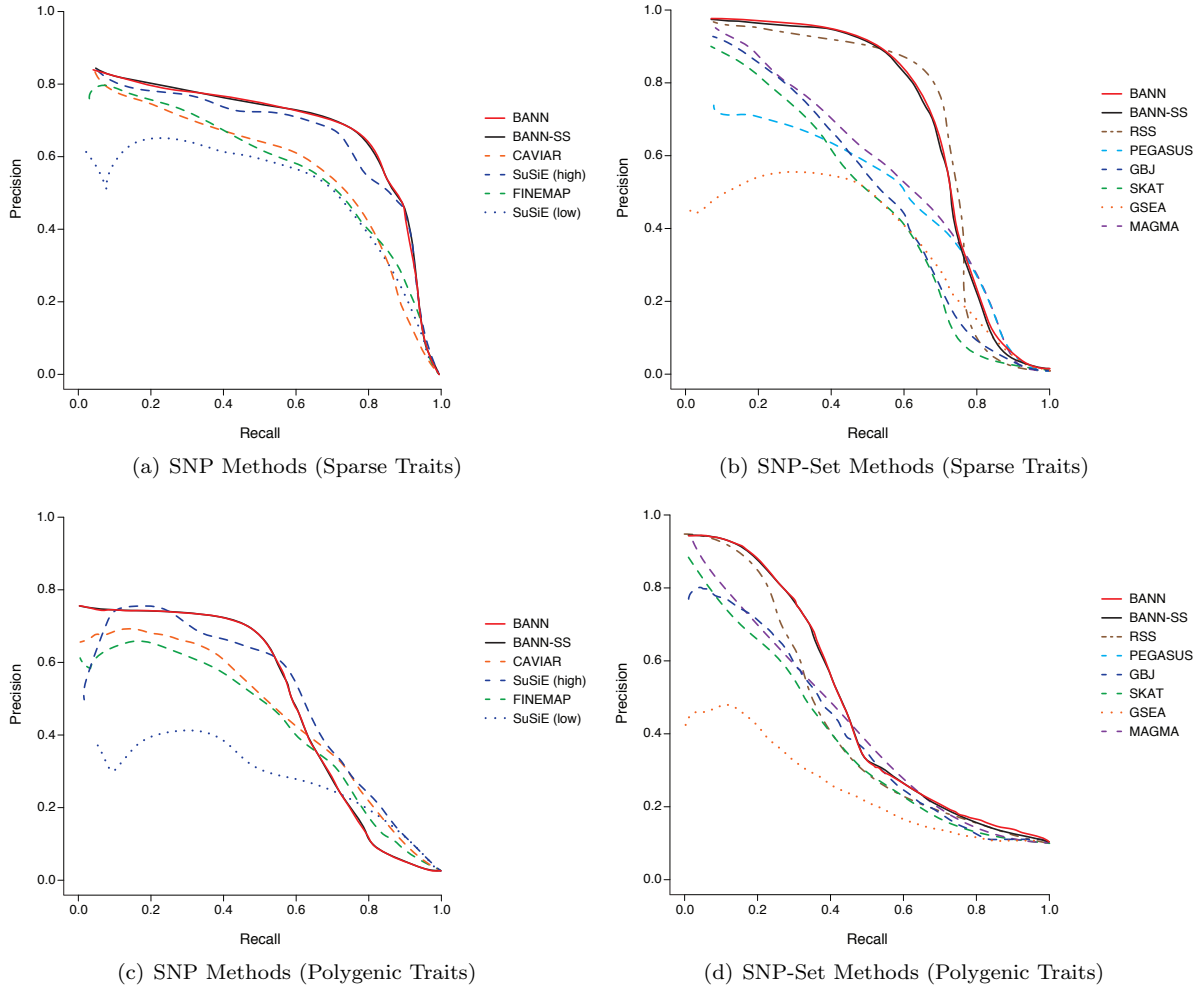 1.0
0.8
0.6
0.4
0.2
0.0
Precision
0.0 0.2 0.4 0.6 0.8 1.0
Recall
BANN
BANN-SS
CAVIAR
SuSiE (high)
FINEMAP
SuSiE (low)
(a) SNP Methods (Sparse Traits)
1.0
0.8
0.6
0.4
0.2
0.0
Precision
0.0 0.2 0.4 0.6 0.8 1.0
Recall
BANN
BANN-SS
RSS
PEGASUS
GBJ
SKAT
GSEA
MAGMA
(b) SNP-Set Methods (Sparse Traits)
1.0
0.8
0.6
0.4
0.2
0.0
Precision
0.0 0.2 0.4 0.6 0.8 1.0
Recall
BANN
BANN-SS
CAVIAR
SuSiE (high)
FINEMAP
SuSiE (low)
(c) SNP Methods (Polygenic Traits)
1.0
0.8
0.6
0.4
0.2
0.0
Precision
0.0 0.2 0.4 0.6 0.8 1.0
Recall
BANN
BANN-SS
RSS
PEGASUS
GBJ
SKAT
GSEA
MAGMA
(d) SNP-Set Methods (Polygenic Traits)